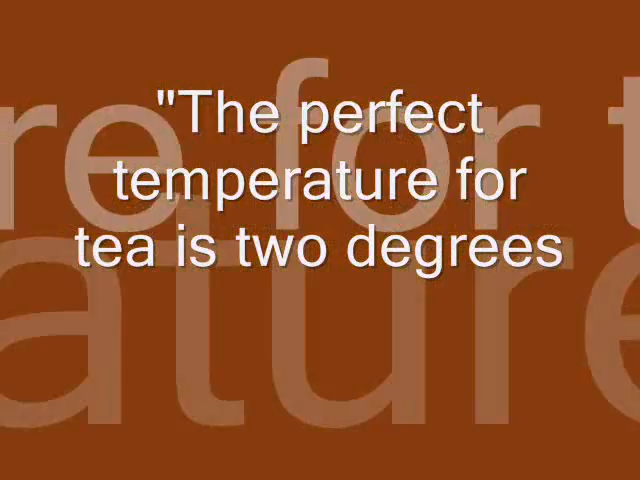 "The perfect
temperature for
tea is two degrees
re for t
ature